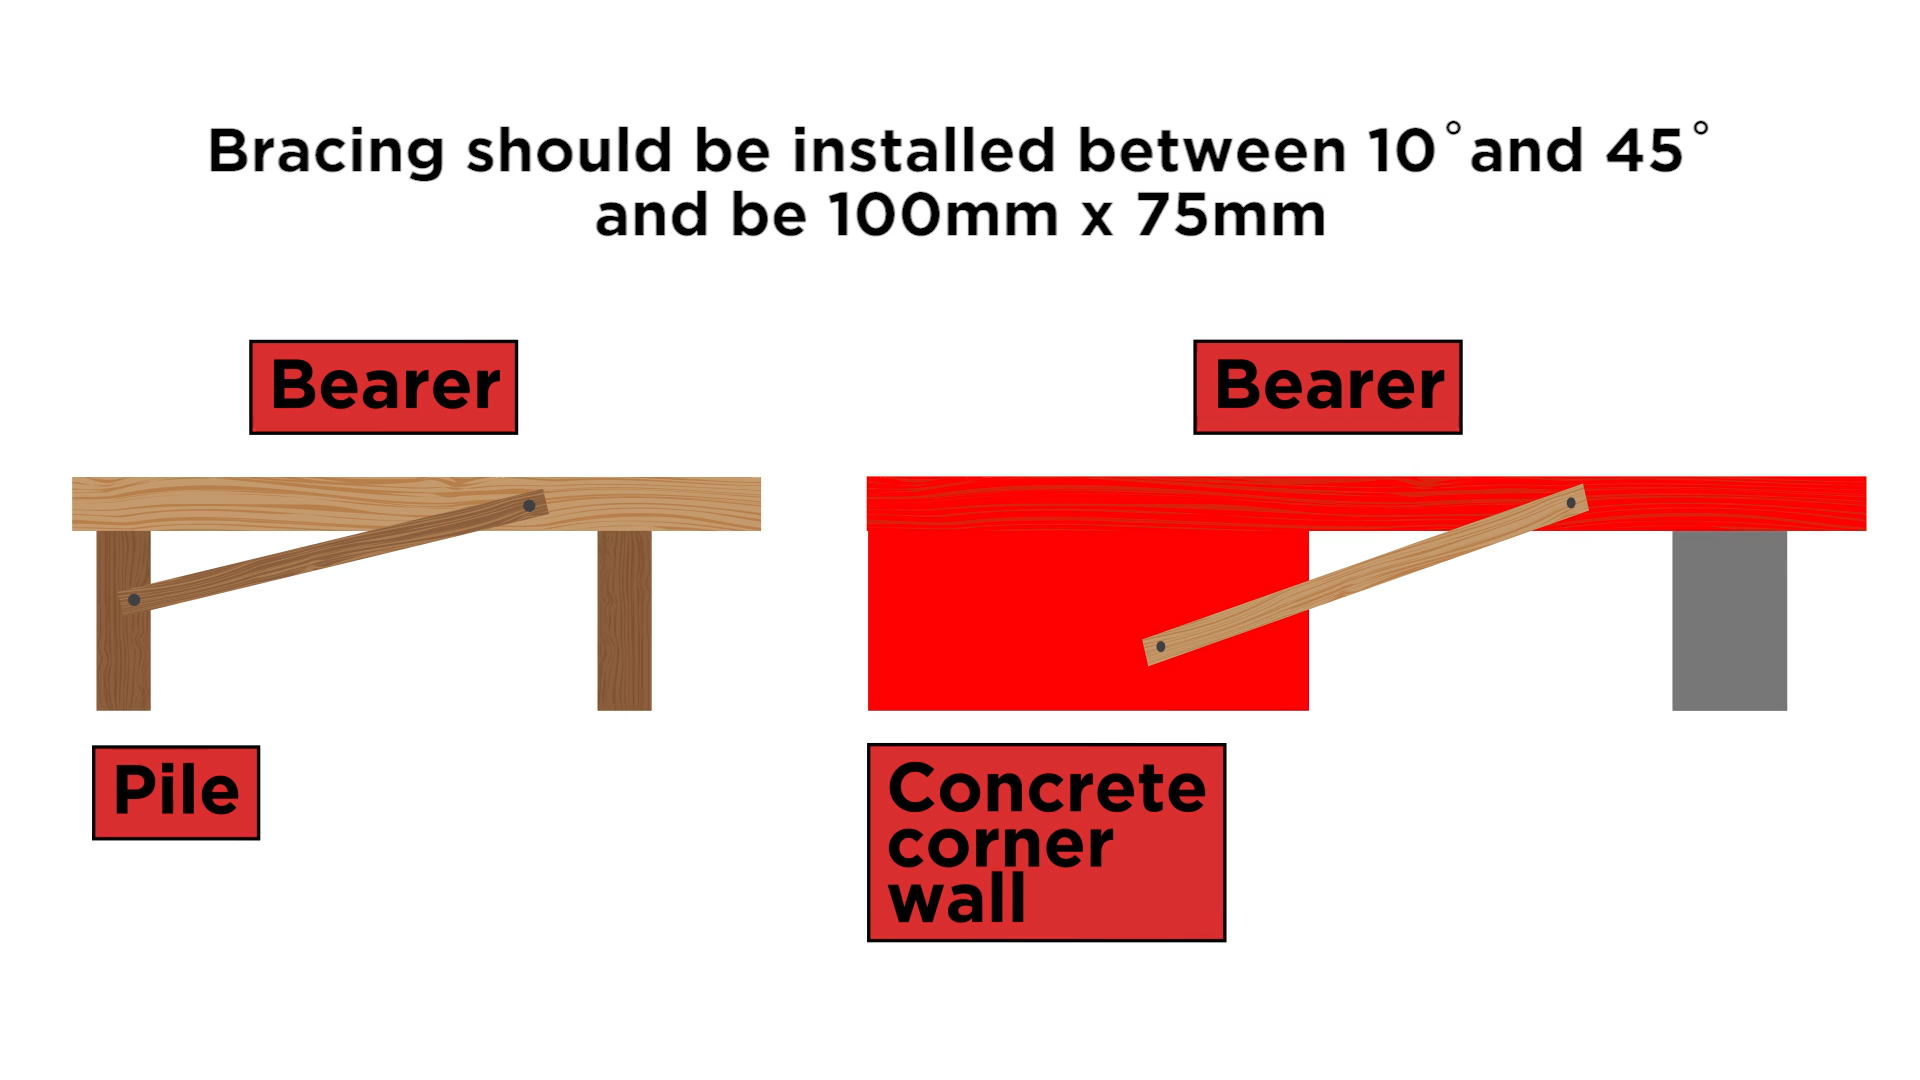 Bracing should be installed between 10˚and 45˚
and be 100mm x 75mm
Bearer
Bearer
Pile
Concrete
corner
wall